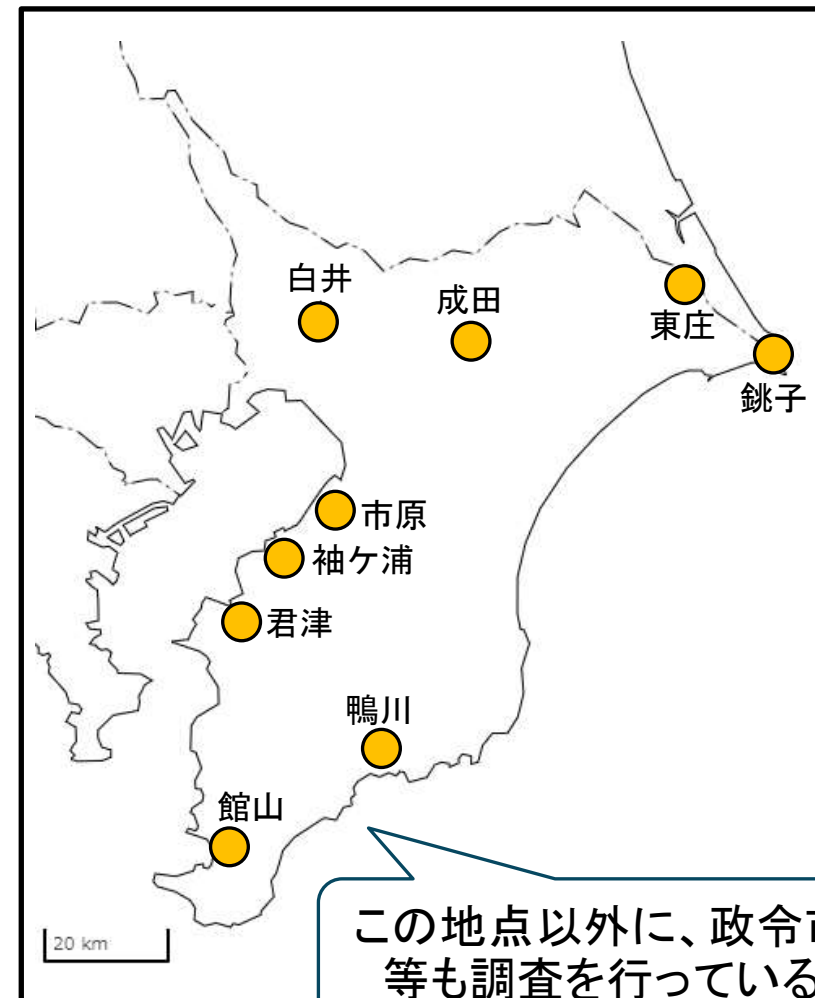 白井
成田
東庄
銚子
市原
袖ケ浦
君津
鴨川
館山
20 km
この地点以外に、政令市
等も調査を行っている